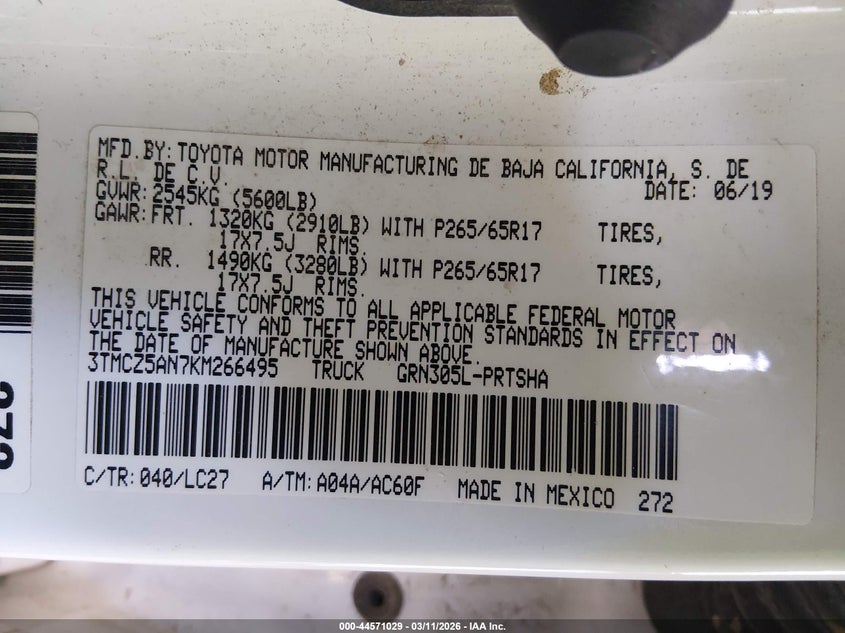 MFD.BY: TOYOTA MOTOR MANUFACTURING DE BAJA CALIFORNIA, S. DE
R.L. DE C.V. DATE: 06/19
GVWR: 2545KG (5600LB)
GAWR: FRT. 1320KG (2910LB) WITH P265/65R17 TIRES,
17X7.5J RIMS.
RR. 1490KG (3280LB) WITH P265/65R17 TIRES,
17X7.5J RIMS.
THIS VEHICLE CONFORMS TO ALL APPLICABLE FEDERAL MOTOR
VEHICLE SAFETY AND THEFT PREVENTION STANDARDS IN EFFECT ON
THE DATE OF MANUFACTURE SHOWN ABOVE.
3TMCZ5AN7KM266495 TRUCK GRN305L-PRTSHA
C/TR: 040/LC27 A/TM: A04A/AC60F MADE IN MEXICO 272
000-44571029 - 03/11/2026 - IAA Inc.